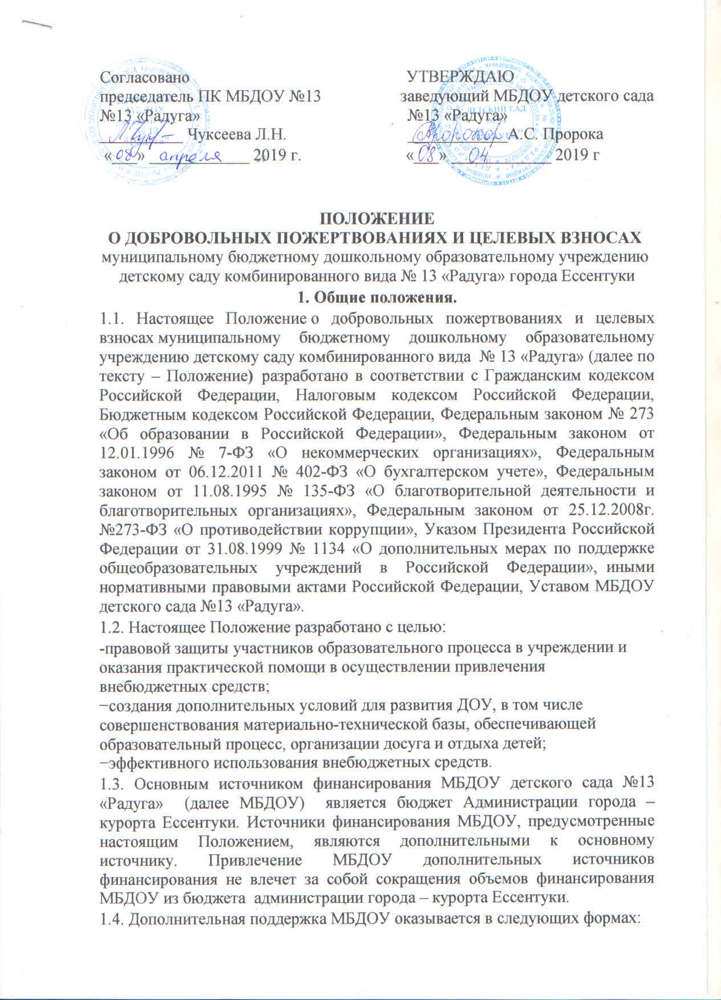 Согласовано УТВЕРЖДАЮ
председатель ПК МБДОУ №13 заведующий МБДОУ детского сада
№13 «Радуга» №13 «Радуга»
___________ Чуксеева Л.Н. _____________ А.С. Пророка
«08» апреля 2019 г. «08» 04 2019 г
ДЕТСКИЙ САД
ПОЛОЖЕНИЕ
О ДОБРОВОЛЬНЫХ ПОЖЕРТВОВАНИЯХ И ЦЕЛЕВЫХ ВЗНОСАХ
муниципальному бюджетному дошкольному образовательному учреждению
детскому саду комбинированного вида № 13 «Радуга» города Ессентуки
1. Общие положения.
1.1. Настоящее Положение о добровольных пожертвованиях и целевых
взносах муниципальному бюджетному дошкольному образовательному
учреждению детскому саду комбинированного вида № 13 «Радуга» (далее по
тексту – Положение) разработано в соответствии с Гражданским кодексом
Российской Федерации, Налоговым кодексом Российской Федерации,
Бюджетным кодексом Российской Федерации, Федеральным законом № 273
«Об образовании в Российской Федерации», Федеральным законом от
12.01.1996 № 7-ФЗ «О некоммерческих организациях», Федеральным
законом от 06.12.2011 № 402-ФЗ «О бухгалтерском учете», Федеральным
законом от 11.08.1995 № 135-ФЗ «О благотворительной деятельности и
благотворительных организациях», Федеральным законом от 25.12.2008г.
№273-ФЗ «О противодействии коррупции», Указом Президента Российской
Федерации от 31.08.1999 № 1134 «О дополнительных мерах по поддержке
общеобразовательных учреждений в Российской Федерации», иными
нормативными правовыми актами Российской Федерации, Уставом МБДОУ
детского сада №13 «Радуга».
1.2. Настоящее Положение разработано с целью:
-правовой защиты участников образовательного процесса в учреждении и
оказания практической помощи в осуществлении привлечения
внебюджетных средств;
−создания дополнительных условий для развития ДОУ, в том числе
совершенствования материально-технической базы, обеспечивающей
образовательный процесс, организации досуга и отдыха детей;
−эффективного использования внебюджетных средств.
1.3. Основным источником финансирования МБДОУ детского сада №13
«Радуга» (далее МБДОУ) является бюджет Администрации города –
курорта Ессентуки. Источники финансирования МБДОУ, предусмотренные
настоящим Положением, являются дополнительными к основному
источнику. Привлечение МБДОУ дополнительных источников
финансирования не влечет за собой сокращения объемов финансирования
МБДОУ из бюджета администрации города – курорта Ессентуки.
1.4. Дополнительная поддержка МБДОУ оказывается в следующих формах: